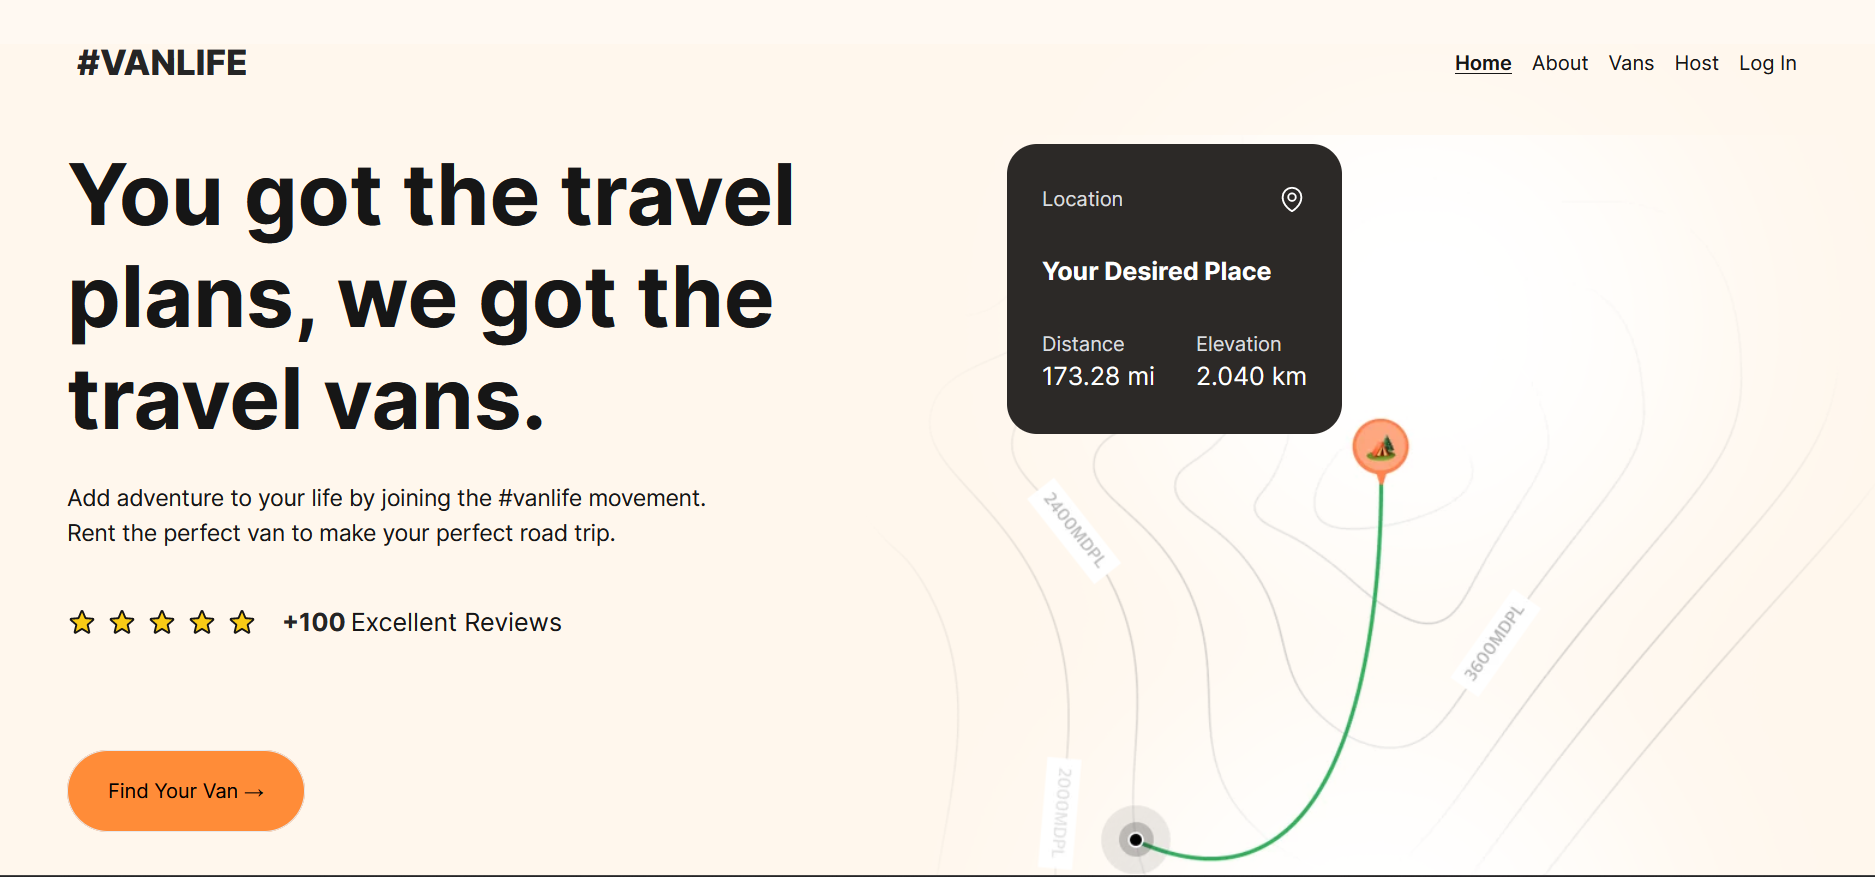 #VANLIFE
Home About Vans Host Log In
You got the travel
plans, we got the
travel vans.
Add adventure to your life by joining the #vanlife movement.
Rent the perfect van to make your perfect road trip.
+100 Excellent Reviews
Find Your Van →
Location
Your Desired Place
Distance Elevation
173.28 mi 2.040 km
2400MDPL
3600MDPL
2000MDPL